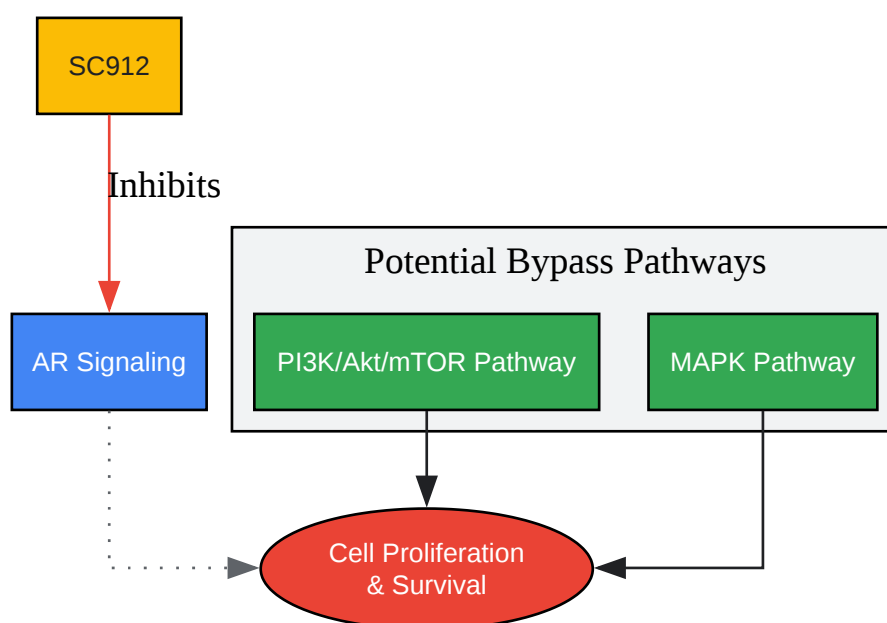 SC912
Inhibits
Potential Bypass Pathways
AR Signaling
PI3K/Akt/mTOR Pathway
MAPK Pathway
Cell Proliferation
& Survival